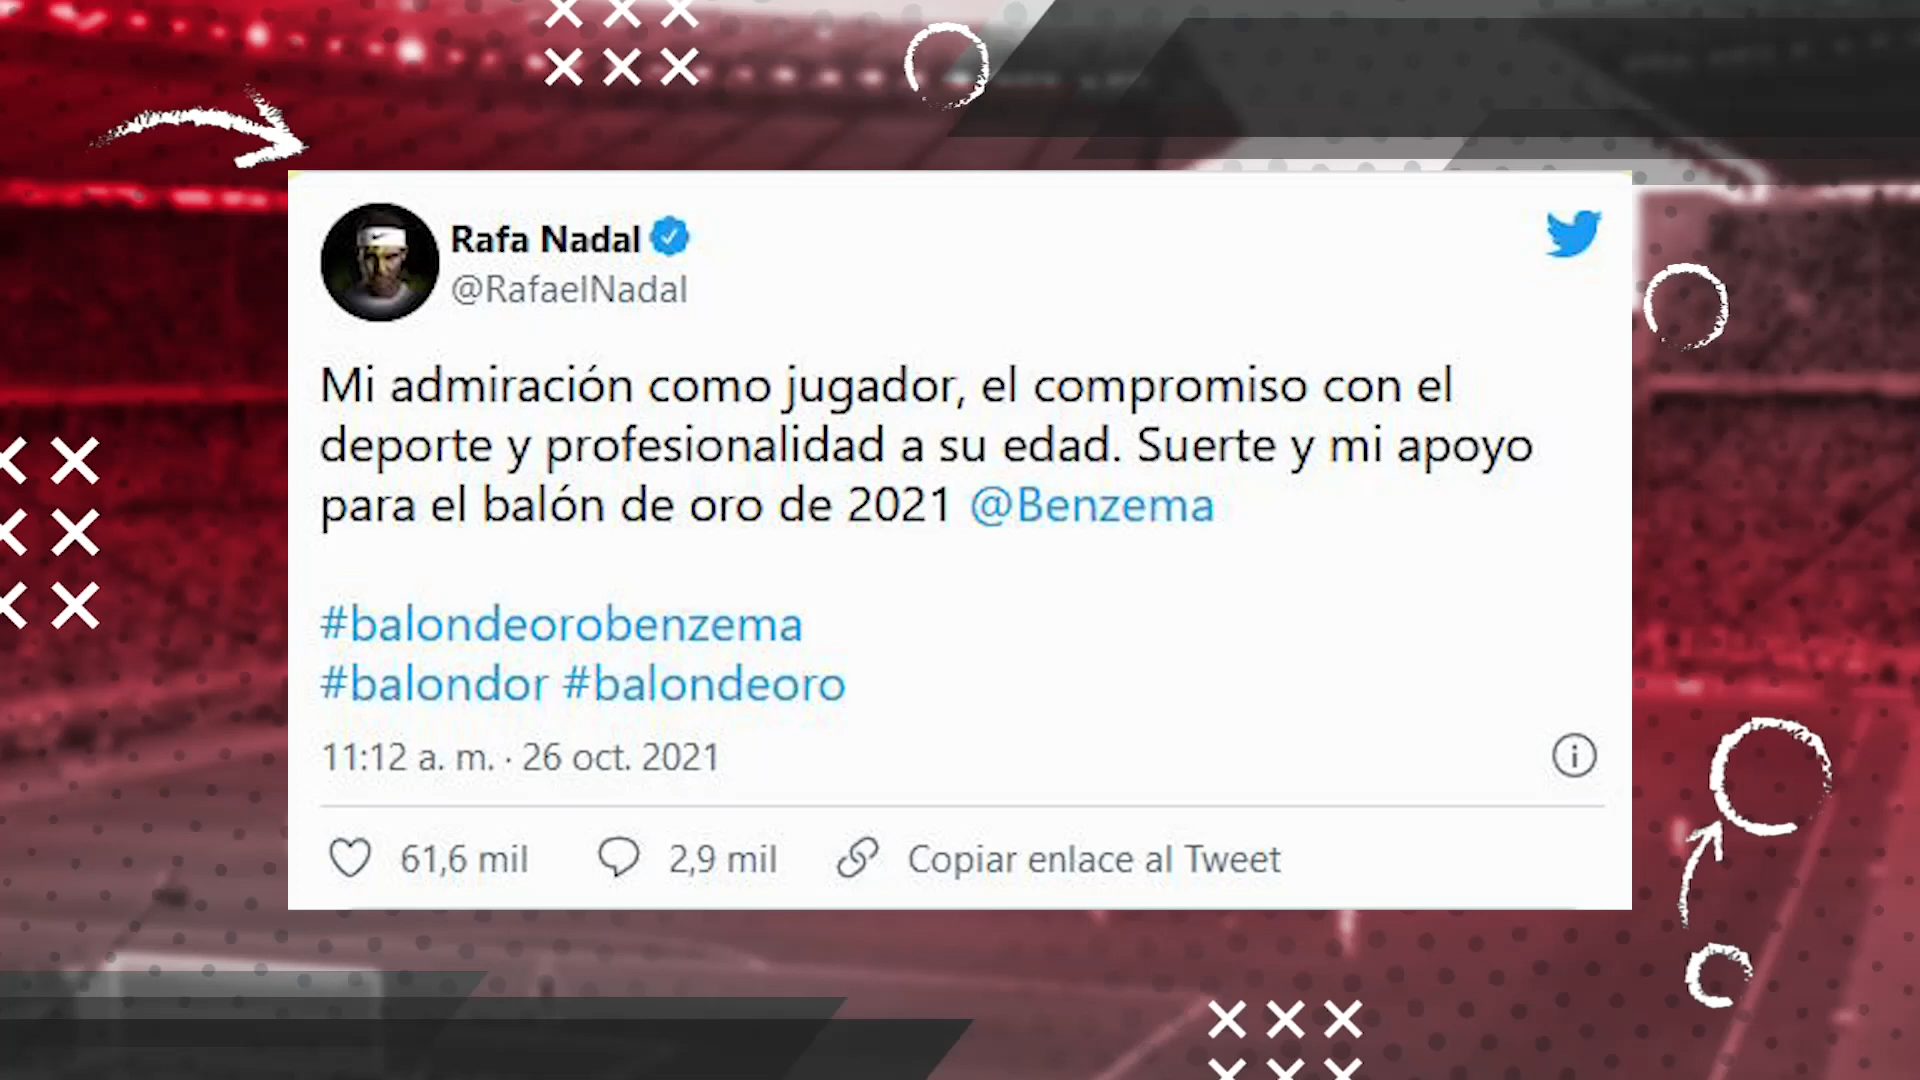 Rafa Nadal
@RafaelNadal
Mi admiración como jugador, el compromiso con el
deporte y profesionalidad a su edad. Suerte y mi apoyo
para el balón de oro de 2021 @Benzema
#balondeorobenzema
#balondor #balondeoro
11:12 a. m. · 26 oct. 2021
61,6 mil 2,9 mil Copiar enlace al Tweet